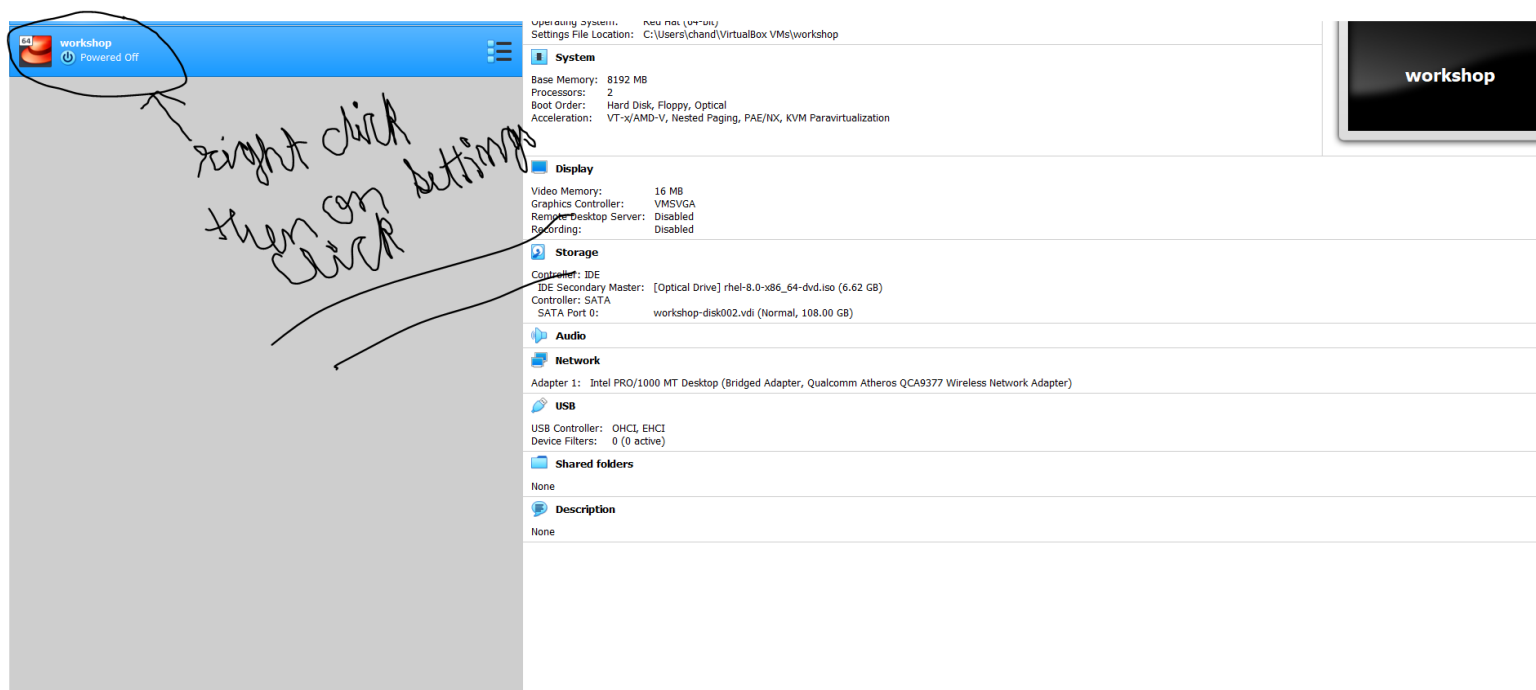 workshop
Powered Off
64
right click
then on settings
click
Operating System: Red Hat (64-bit)
Settings File Location: C:\Users\chand\VirtualBox VMs\workshop
System
Base Memory: 8192 MB
Processors: 2
Boot Order: Hard Disk, Floppy, Optical
Acceleration: VT-x/AMD-V, Nested Paging, PAE/NX, KVM Paravirtualization
workshop
Display
Video Memory: 16 MB
Graphics Controller: VMSVGA
Remote Desktop Server: Disabled
Recording: Disabled
Storage
Controller: IDE
IDE Secondary Master: [Optical Drive] rhel-8.0-x86_64-dvd.iso (6.62 GB)
Controller: SATA
SATA Port 0: workshop-disk002.vdi (Normal, 108.00 GB)
Audio
Network
Adapter 1: Intel PRO/1000 MT Desktop (Bridged Adapter, Qualcomm Atheros QCA9377 Wireless Network Adapter)
USB
USB Controller: OHCI, EHCI
Device Filters: 0 (0 active)
Shared folders
None
Description
None